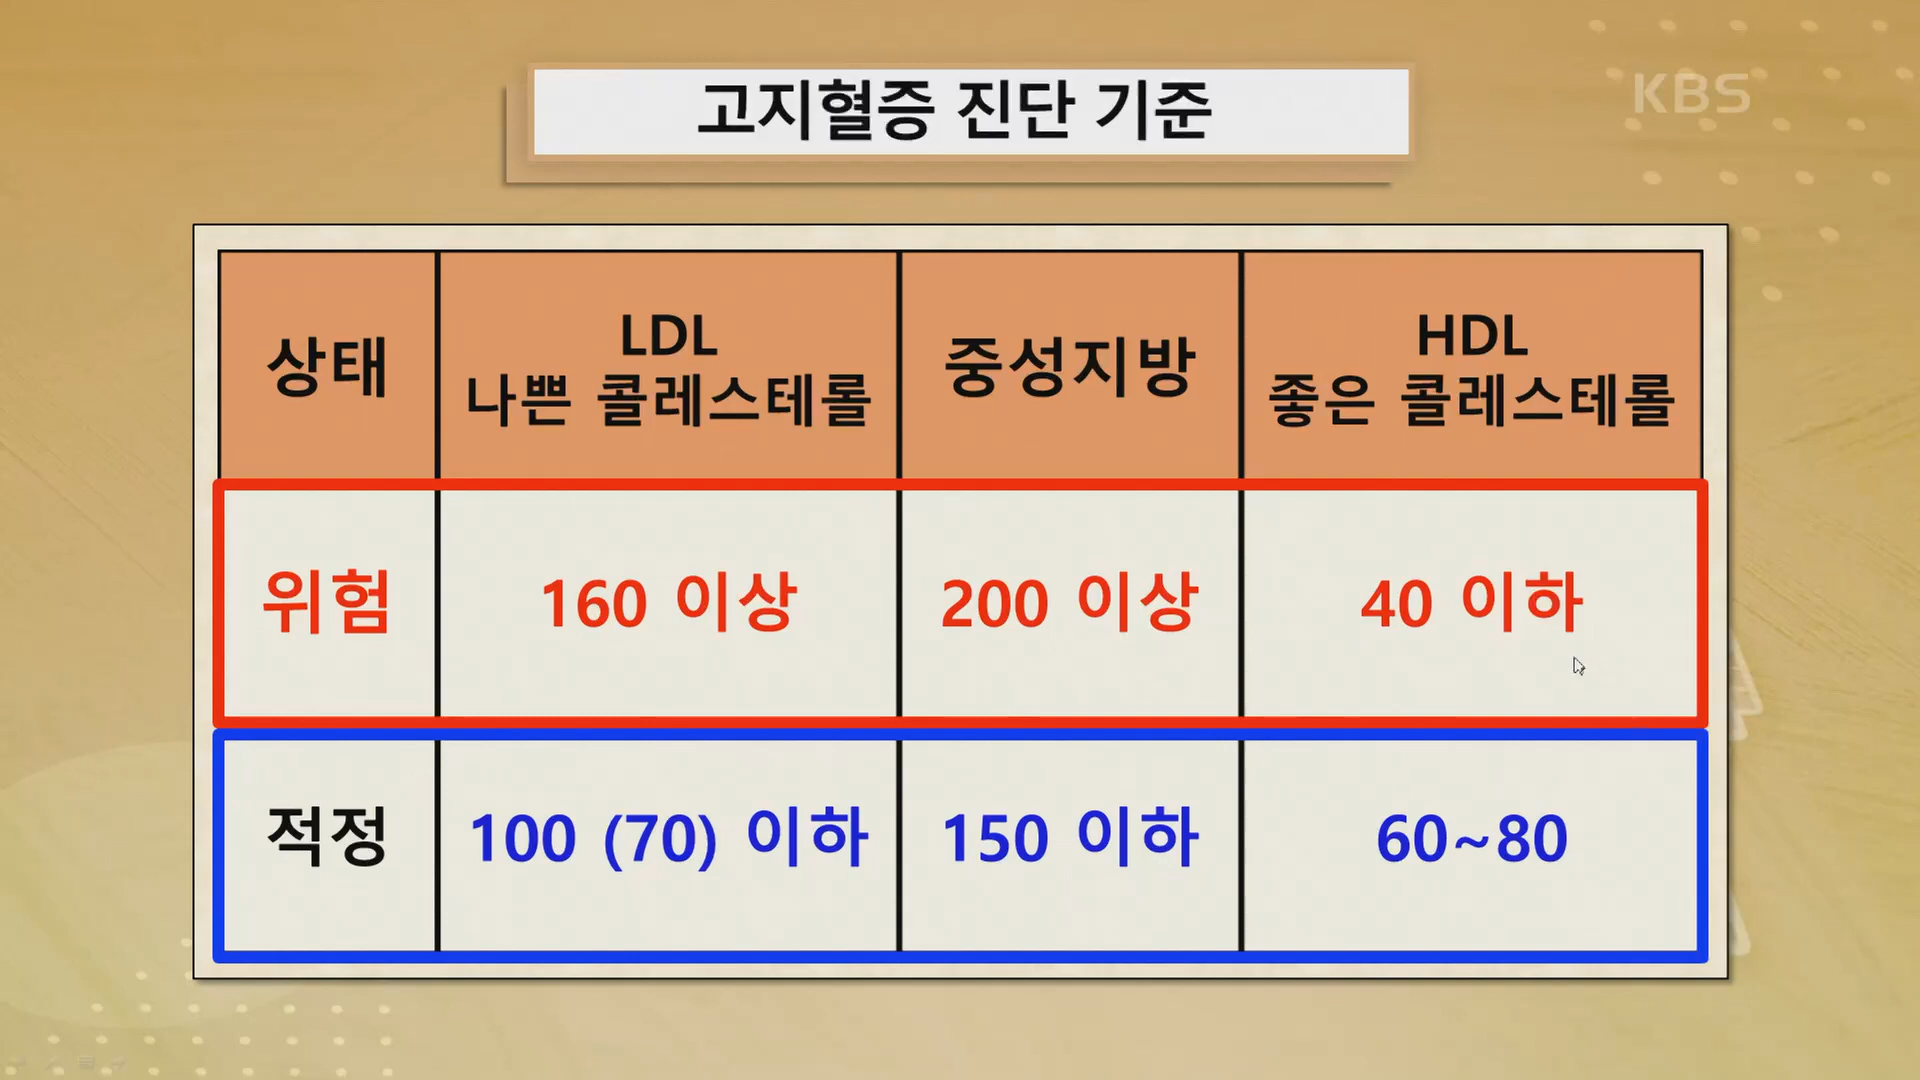 고지혈증 진단 기준
KBS
상태
LDL
나쁜 콜레스테롤
중성지방
HDL
좋은 콜레스테롤
위험
160 이상
200 이상
40 이하
적정
100 (70) 이하
150 이하
60~80